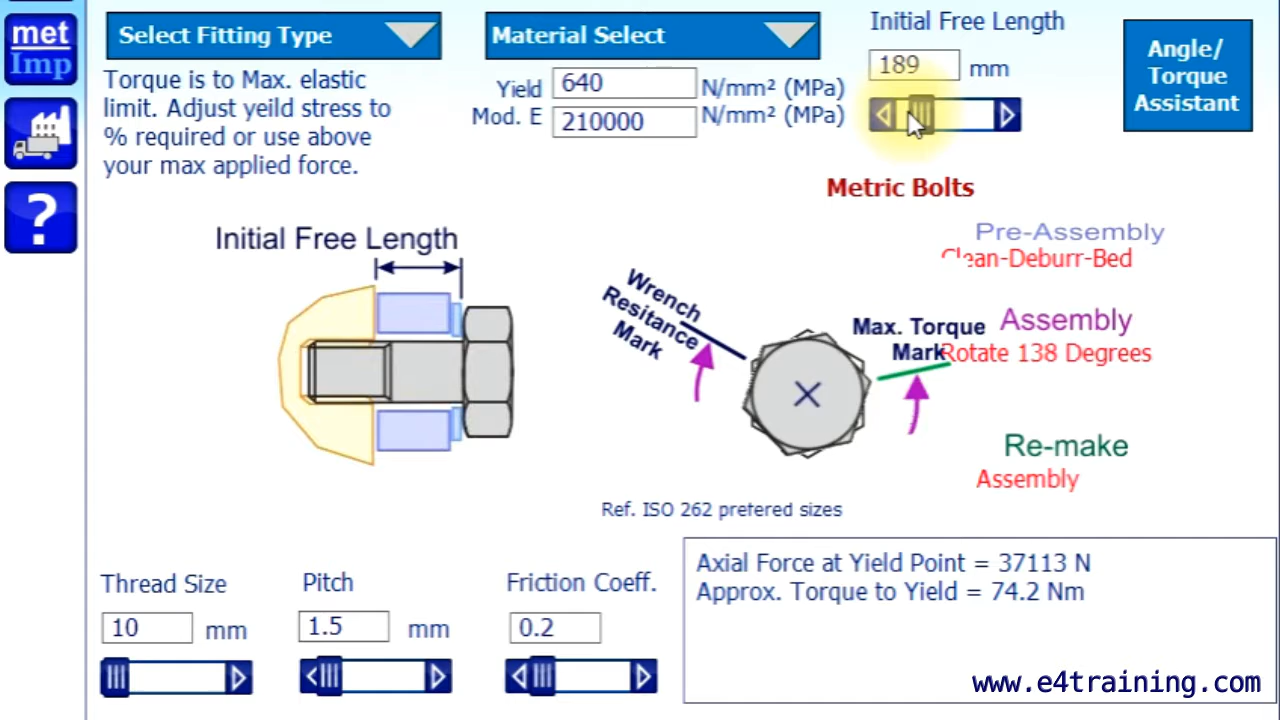 met
Imp
?
Select Fitting Type
Material Select
Initial Free Length
189 mm
Angle/
Torque
Assistant
Torque is to Max. elastic
limit. Adjust yeild stress to
% required or use above
your max applied force.
Yield 640 N/mm² (MPa)
Mod. E 210000 N/mm² (MPa)
Metric Bolts
Initial Free Length
Wrench
Resitance
Mark
Max. Torque
Mark
Pre-Assembly
Clean-Deburr-Bed
Assembly
Rotate 138 Degrees
Re-make
Assembly
Ref. ISO 262 prefered sizes
Thread Size
10 mm
Pitch
1.5 mm
Friction Coeff.
0.2
Axial Force at Yield Point = 37113 N
Approx. Torque to Yield = 74.2 Nm
www.e4training.com